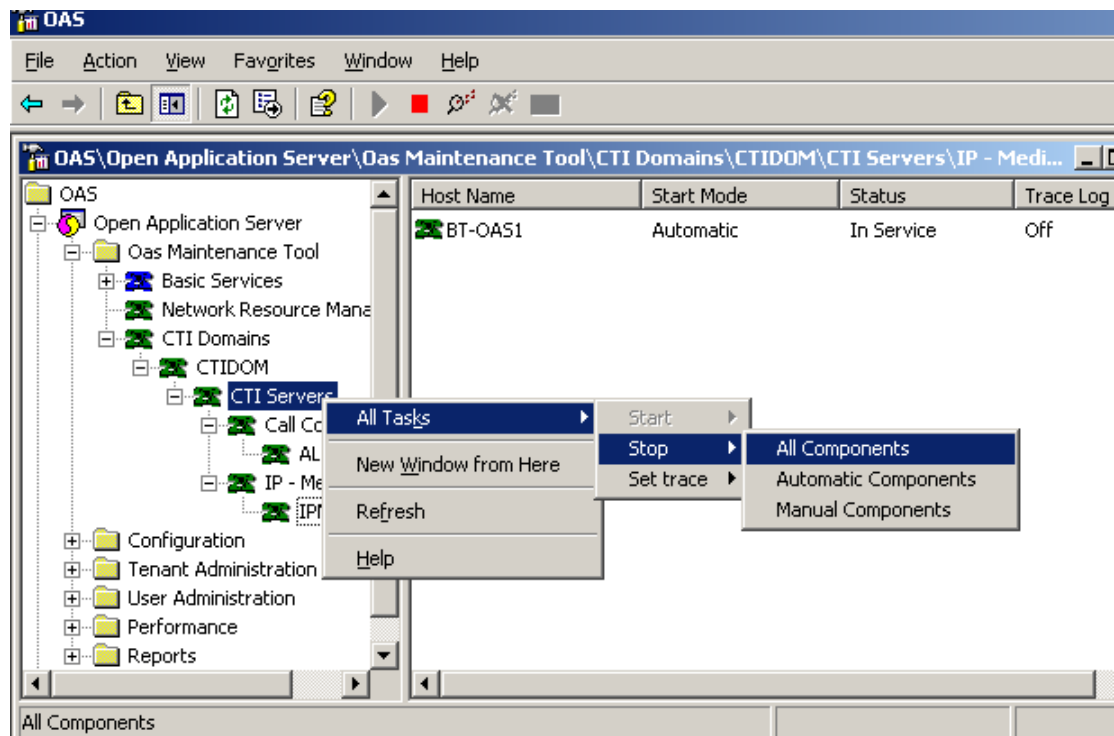 OAS
File Action View Favorites Window Help
OAS\Open Application Server\Oas Maintenance Tool\CTI Domains\CTIDOM\CTI Servers\IP - Medi...
OAS
Open Application Server
Oas Maintenance Tool
Basic Services
Network Resource Mana
CTI Domains
CTIDOM
CTI Servers
Call Co
AL
IP - Me
IPM
Configuration
Tenant Administration
User Administration
Performance
Reports
Host Name Start Mode Status Trace Log
BT-OAS1 Automatic In Service Off
All Tasks
New Window from Here
Refresh
Help
Start
Stop
Set trace
All Components
Automatic Components
Manual Components
All Components